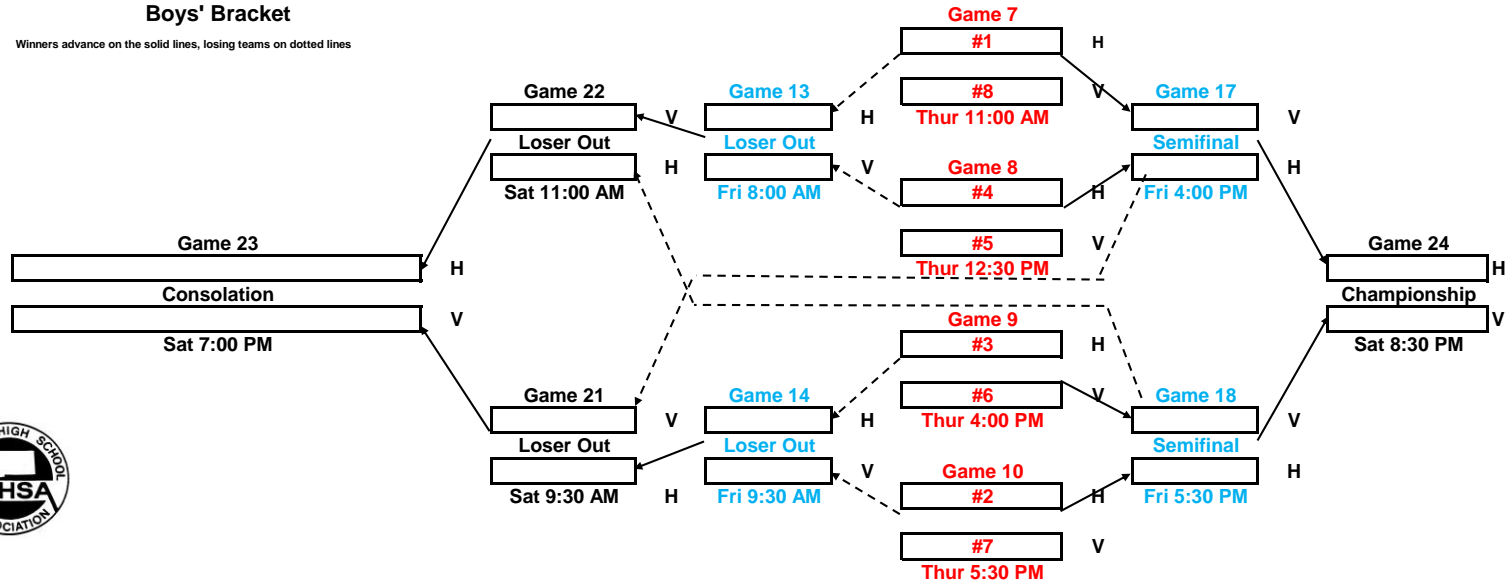 Boys' Bracket
Winners advance on the solid lines, losing teams on dotted lines
Game 7
#1 H
#8 V
Thur 11:00 AM
Game 8
#4 H
#5 V
Thur 12:30 PM
Game 9
#3 H
#6 V
Thur 4:00 PM
Game 10
#2 H
#7 V
Thur 5:30 PM
Game 13
H
Loser Out
V
Fri 8:00 AM
Game 14
H
Loser Out
V
Fri 9:30 AM
Game 17
V
Semifinal
H
Fri 4:00 PM
Game 18
V
Semifinal
H
Fri 5:30 PM
Game 22
V
Loser Out
H
Sat 11:00 AM
Game 21
V
Loser Out
Sat 9:30 AM H
Game 23
H
Consolation
V
Sat 7:00 PM
Game 24
H
Championship
V
Sat 8:30 PM
HIGH SCHOOL
HSA